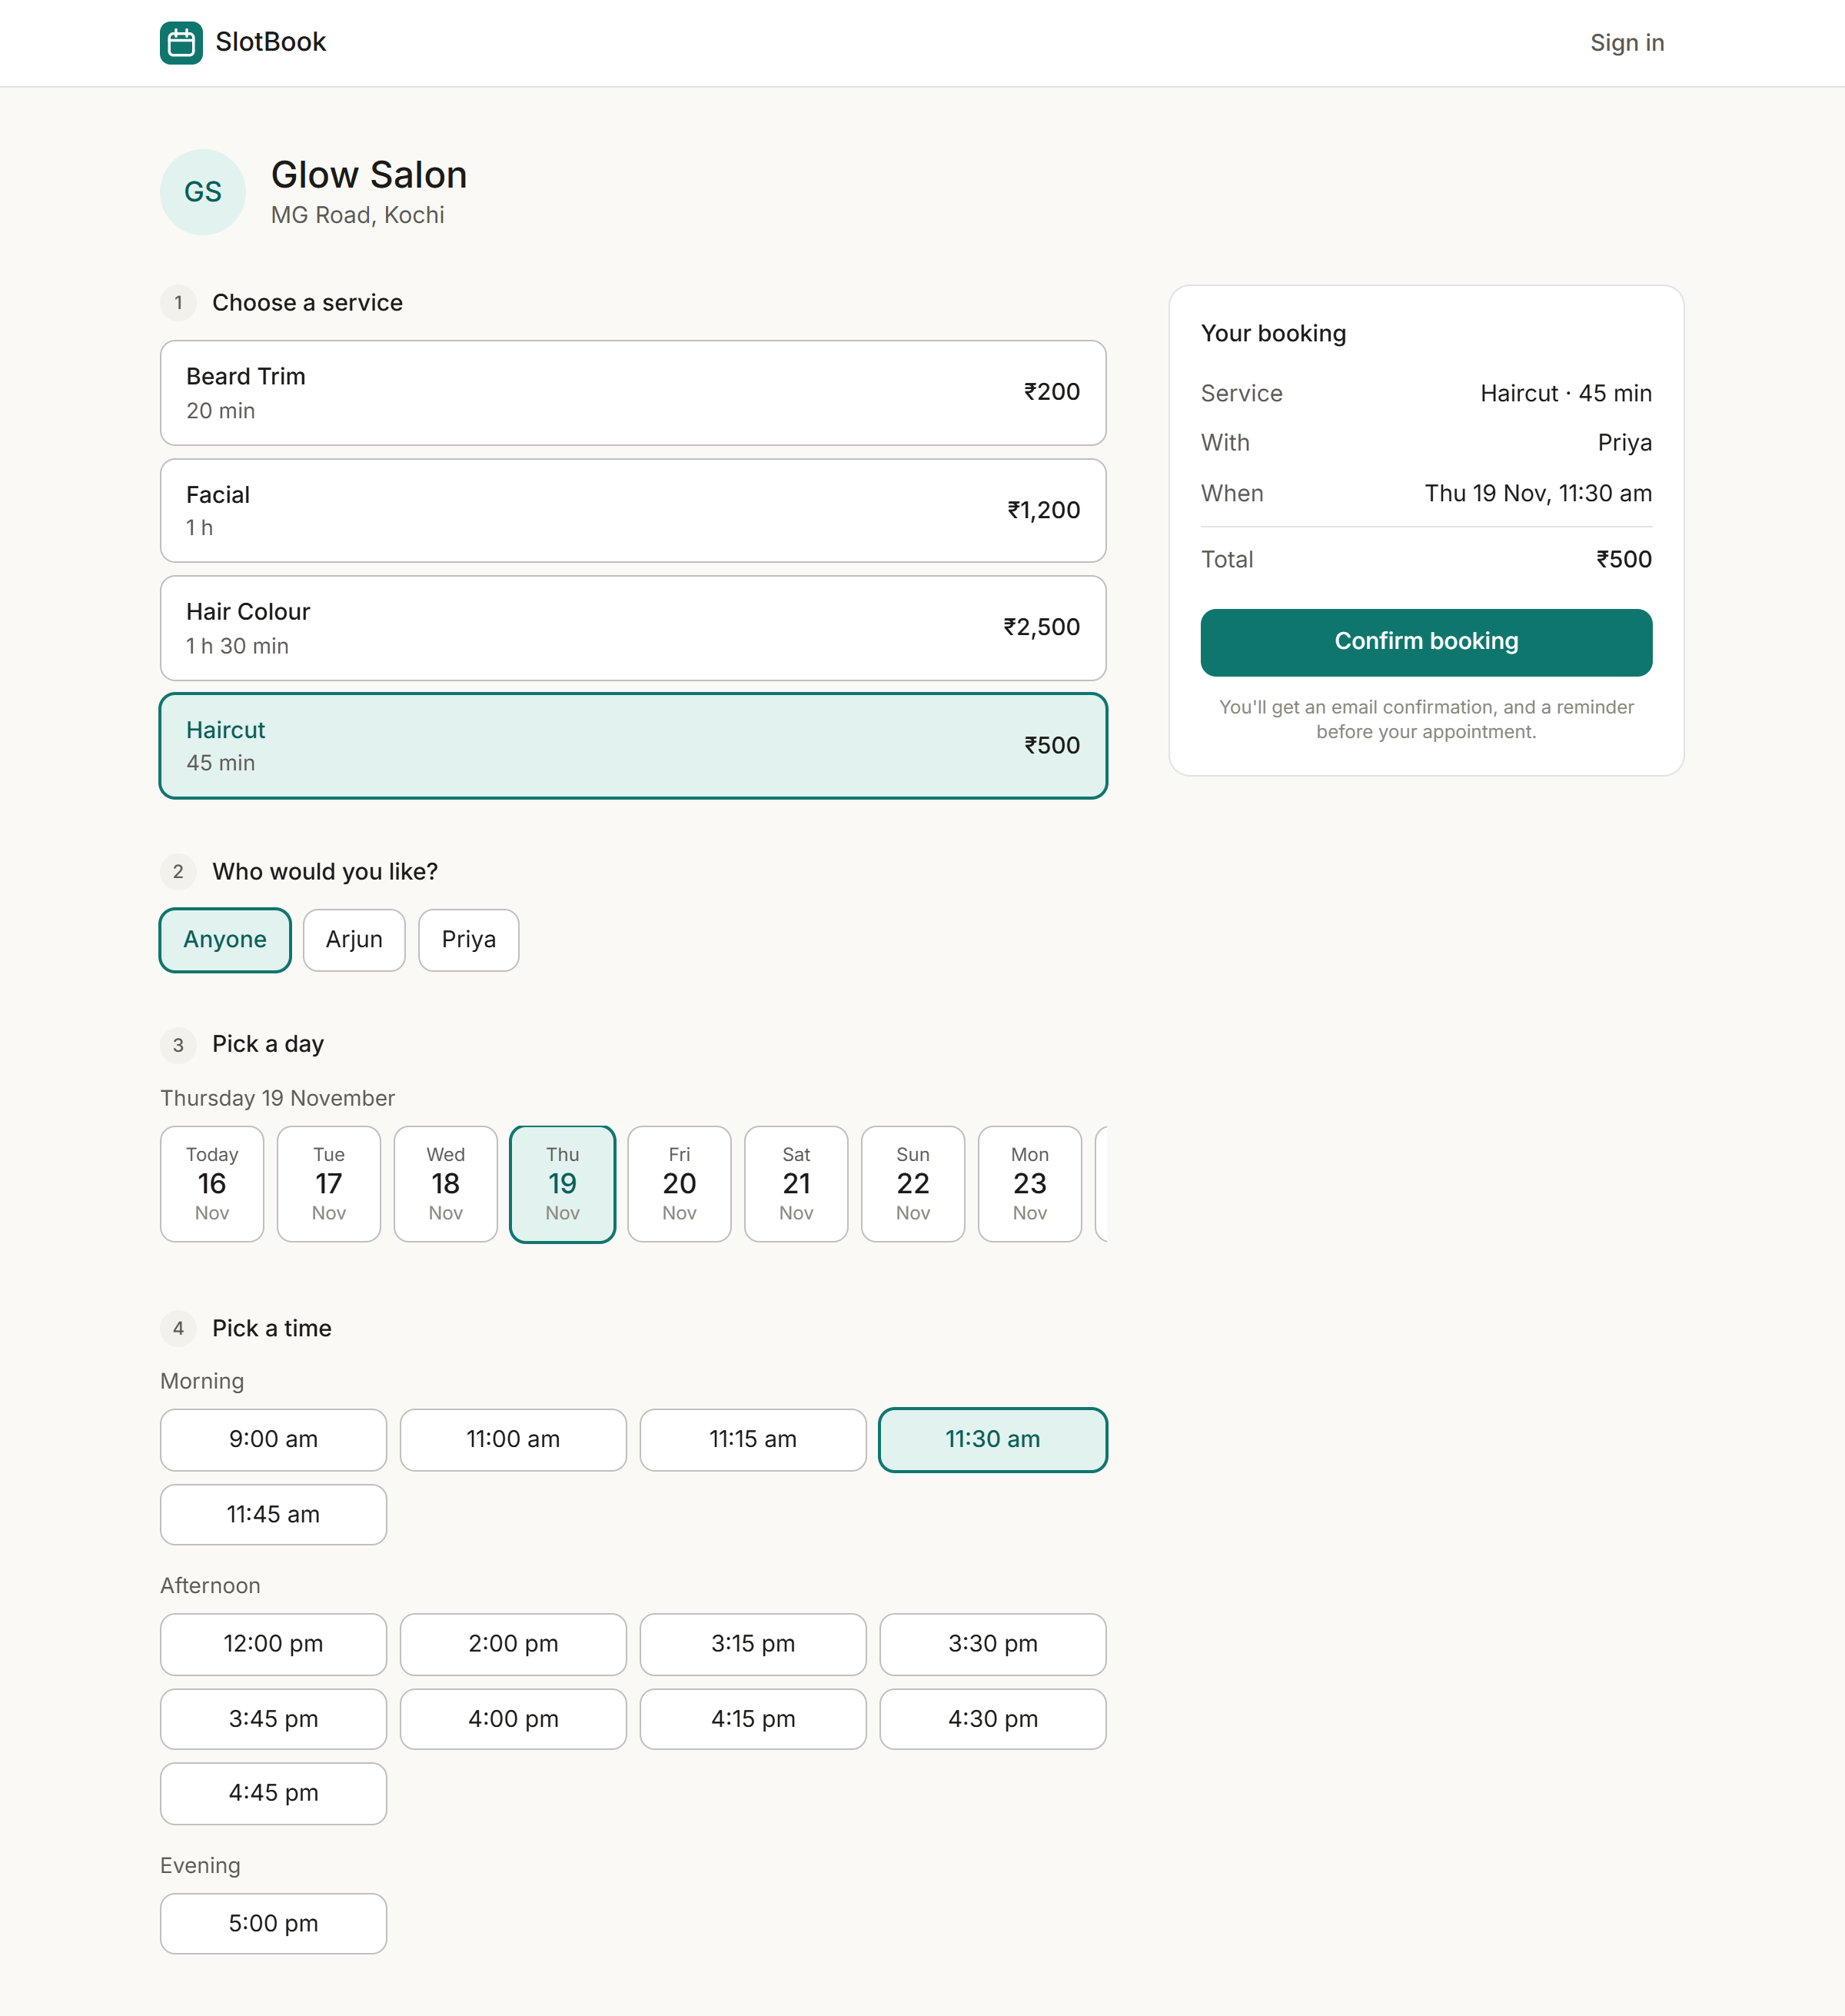 SlotBook
Sign in
GS
Glow Salon
MG Road, Kochi
1 Choose a service
Beard Trim
20 min
₹200
Facial
1 h
₹1,200
Hair Colour
1 h 30 min
₹2,500
Haircut
45 min
₹500
2 Who would you like?
Anyone Arjun Priya
3 Pick a day
Thursday 19 November
Today Tue Wed Thu Fri Sat Sun Mon
16 17 18 19 20 21 22 23
Nov Nov Nov Nov Nov Nov Nov Nov
4 Pick a time
Morning
9:00 am 11:00 am 11:15 am 11:30 am
11:45 am
Afternoon
12:00 pm 2:00 pm 3:15 pm 3:30 pm
3:45 pm 4:00 pm 4:15 pm 4:30 pm
4:45 pm
Evening
5:00 pm
Your booking
Service Haircut · 45 min
With Priya
When Thu 19 Nov, 11:30 am
Total ₹500
Confirm booking
You'll get an email confirmation, and a reminder
before your appointment.